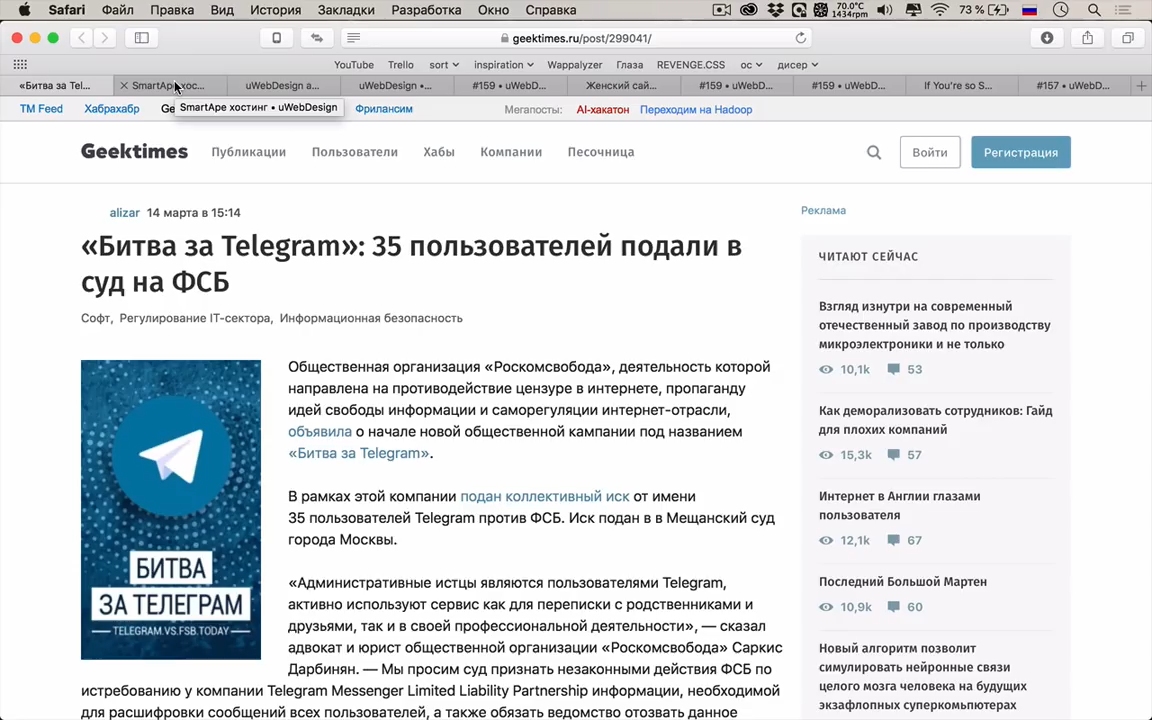 Safari Файл Правка Вид История Закладки Разработка Окно Справка 70.0°C 1434rpm 73 %
geektimes.ru/post/299041/
YouTube Trello sort inspiration Wappalyzer Глаза REVENGE.CSS ос дисер
«Битва за Tel... SmartApe хос... uWebDesign a... uWebDesign •... #159 • uWebD... Женский сай... #159 • uWebD... #159 • uWebD... If You're so S... #157 • uWebD...
TM Feed Хабрахабр Ge SmartApe хостинг • uWebDesign Фрилансим Мегапосты: AI-хакатон Переходим на Hadoop
Geektimes Публикации Пользователи Хабы Компании Песочница Войти Регистрация
alizar 14 марта в 15:14
«Битва за Telegram»: 35 пользователей подали в
суд на ФСБ
Софт, Регулирование IT-сектора, Информационная безопасность
БИТВА
ЗА ТЕЛЕГРАМ
TELEGRAM.VS.FSB.TODAY
Общественная организация «Роскомсвобода», деятельность которой
направлена на противодействие цензуре в интернете, пропаганду
идей свободы информации и саморегуляции интернет-отрасли,
объявила о начале новой общественной кампании под названием
«Битва за Telegram».
В рамках этой компании подан коллективный иск от имени
35 пользователей Telegram против ФСБ. Иск подан в в Мещанский суд
города Москвы.
«Административные истцы являются пользователями Telegram,
активно используют сервис как для переписки с родственниками и
друзьями, так и в своей профессиональной деятельности», — сказал
адвокат и юрист общественной организации «Роскомсвобода» Саркис
Дарбинян. — Мы просим суд признать незаконными действия ФСБ по
истребованию у компании Telegram Messenger Limited Liability Partnership информации, необходимой
для расшифровки сообщений всех пользователей, а также обязать ведомство отозвать данное
Реклама
ЧИТАЮТ СЕЙЧАС
Взгляд изнутри на современный
отечественный завод по производству
микроэлектроники и не только
10,1k 53
Как деморализовать сотрудников: Гайд
для плохих компаний
15,3k 57
Интернет в Англии глазами
пользователя
12,1k 67
Последний Большой Мартен
10,9k 60
Новый алгоритм позволит
симулировать нейронные связи
целого мозга человека на будущих
экзафлопных суперкомпьютерах